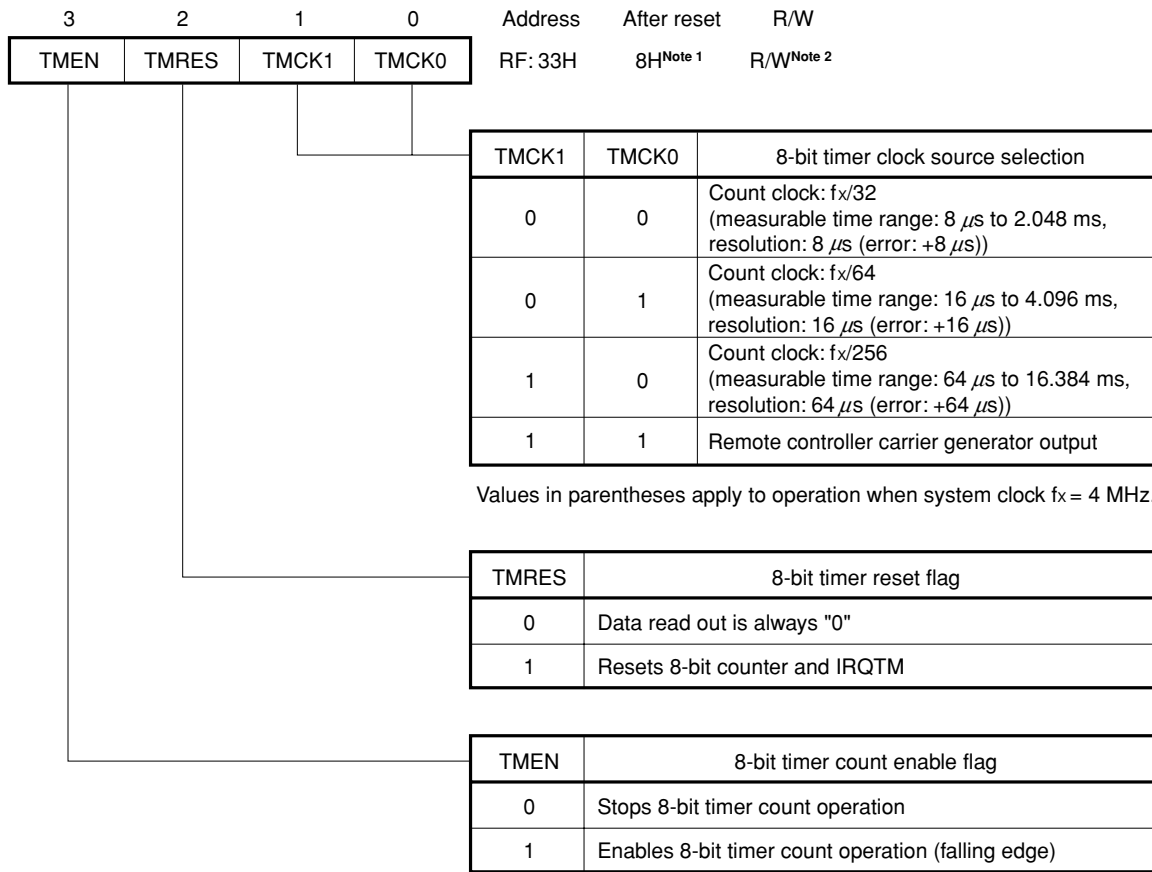 3 2 1 0 Address After reset R/W
TMEN TMRES TMCK1 TMCK0 RF: 33H 8HNote 1 R/WNote 2
TMCK1 TMCK0 8-bit timer clock source selection
0 0 Count clock: fx/32
(measurable time range: 8 μs to 2.048 ms,
resolution: 8 μs (error: +8 μs))
0 1 Count clock: fx/64
(measurable time range: 16 μs to 4.096 ms,
resolution: 16 μs (error: +16 μs))
1 0 Count clock: fx/256
(measurable time range: 64 μs to 16.384 ms,
resolution: 64 μs (error: +64 μs))
1 1 Remote controller carrier generator output
Values in parentheses apply to operation when system clock fx = 4 MHz.
TMRES 8-bit timer reset flag
0 Data read out is always "0"
1 Resets 8-bit counter and IRQTM
TMEN 8-bit timer count enable flag
0 Stops 8-bit timer count operation
1 Enables 8-bit timer count operation (falling edge)